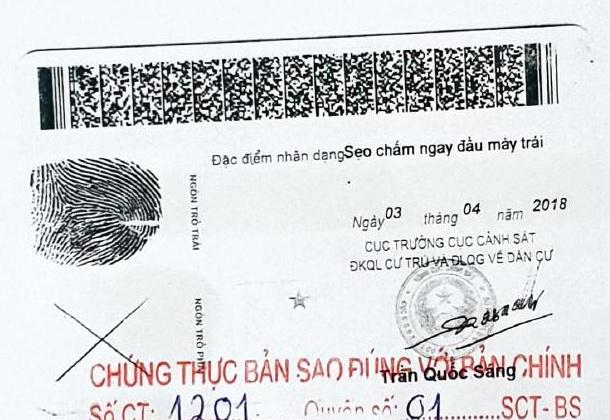 Đặc điểm nhân dạng Sẹo chấm ngay đầu mày trái
NGÓN TRỎ TRÁI
Ngày 03 tháng 04 năm 2018
CỤC TRƯỞNG CỤC CẢNH SÁT
ĐKQL CƯ TRÚ VÀ DLQG VỀ DÂN CƯ
NGÓN TRỎ
CHỨNG THỰC BẢN SAO ĐÚNG VỚI BẢN CHÍNH
Trần Quốc Sáng
Số CT: 1201 Quyển số: 01 SCT-BS